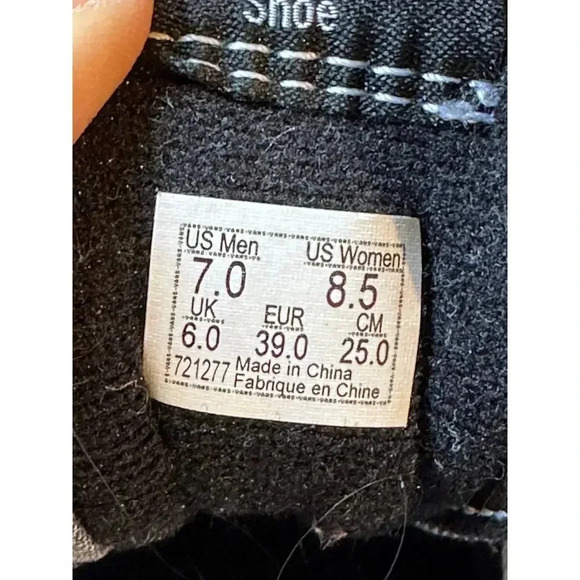 Shoe
US Men US Women
7.0 8.5
UK EUR CM
6.0 39.0 25.0
721277 Made in China
Fabrique en Chine